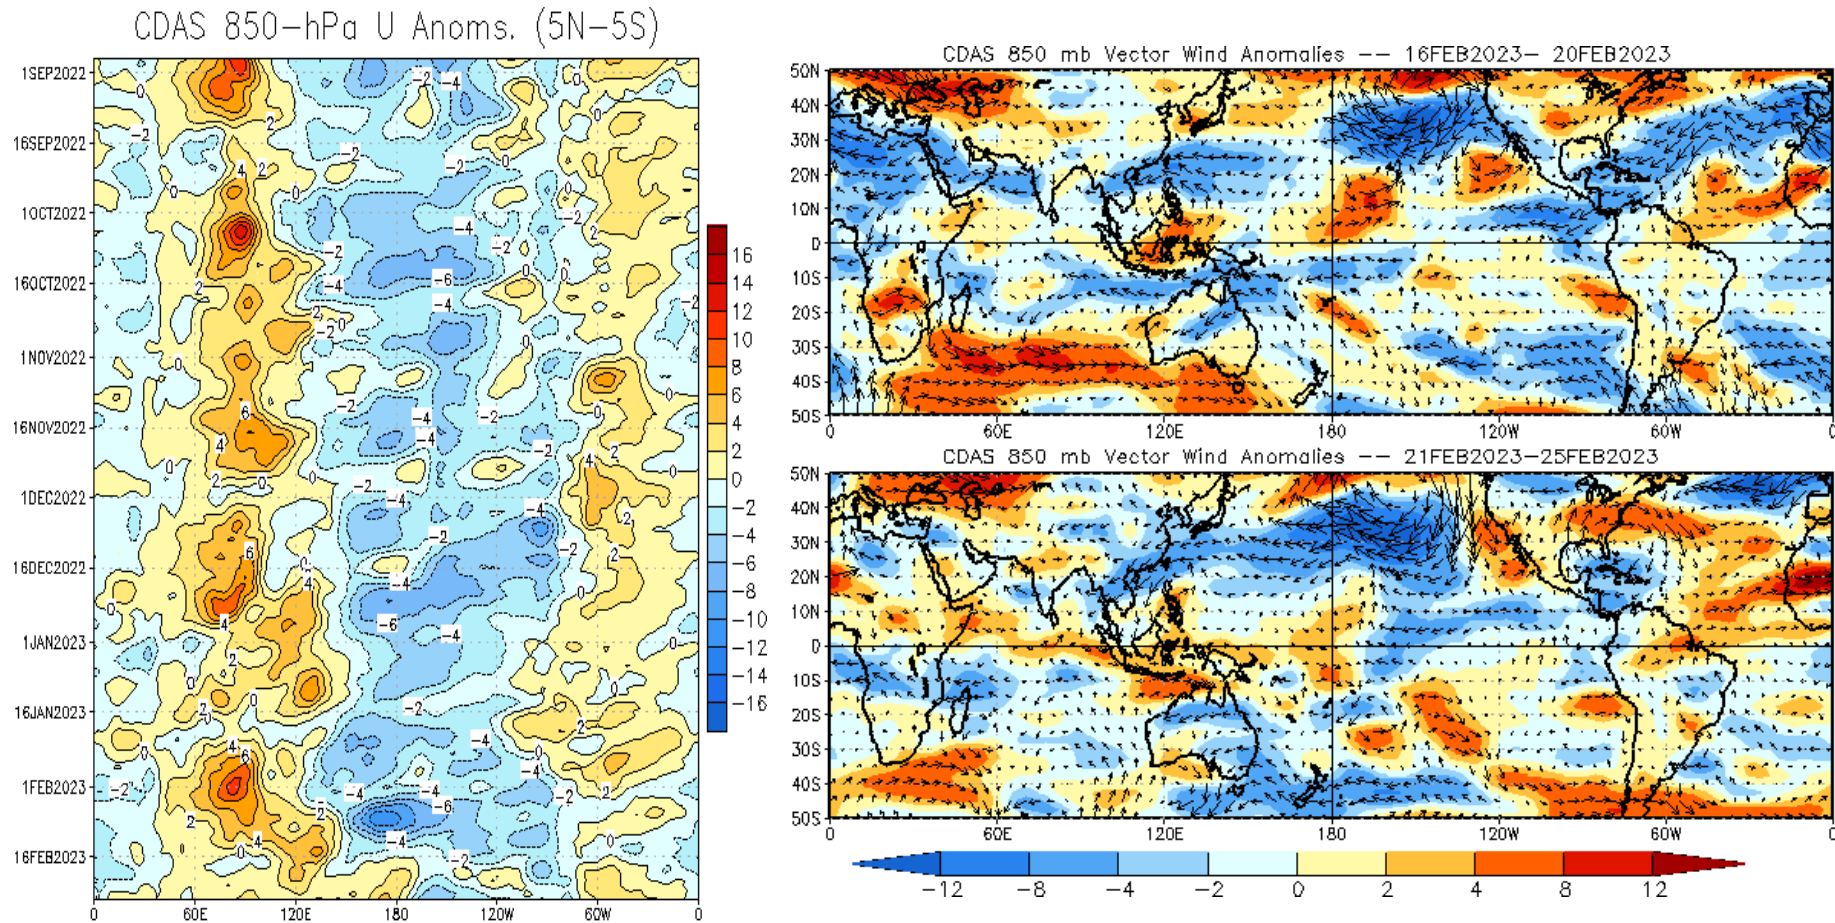 CDAS 850-hPa U Anoms. (5N-5S)
1SEP2022
16SEP2022
1OCT2022
16OCT2022
1NOV2022
16NOV2022
1DEC2022
16DEC2022
1JAN2023
16JAN2023
1FEB2023
16FEB2023
0 60E 120E 180 120W 60W 0
16
14
12
10
8
6
4
2
0
-2
-4
-6
-8
-10
-12
-14
-16
CDAS 850 mb Vector Wind Anomalies -- 16FEB2023- 20FEB2023
50N
40N
30N
20N
10N
0
10S
20S
30S
40S
50S
0 60E 120E 180 120W 60W 0
CDAS 850 mb Vector Wind Anomalies -- 21FEB2023-25FEB2023
50N
40N
30N
20N
10N
0
10S
20S
30S
40S
50S
0 60E 120E 180 120W 60W 0
-12 -8 -4 -2 0 2 4 8 12